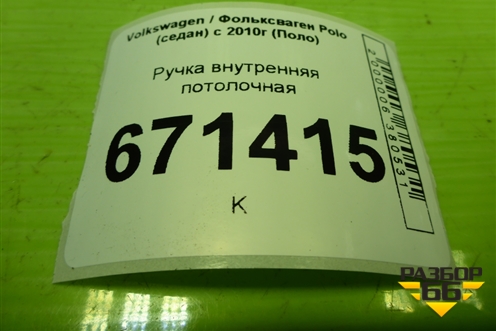 Volkswagen / Фольксваген Polo
(седан) с 2010г (Поло)
Ручка внутренняя
потолочная
671415
К
2000006380531
РАЗБОР
66